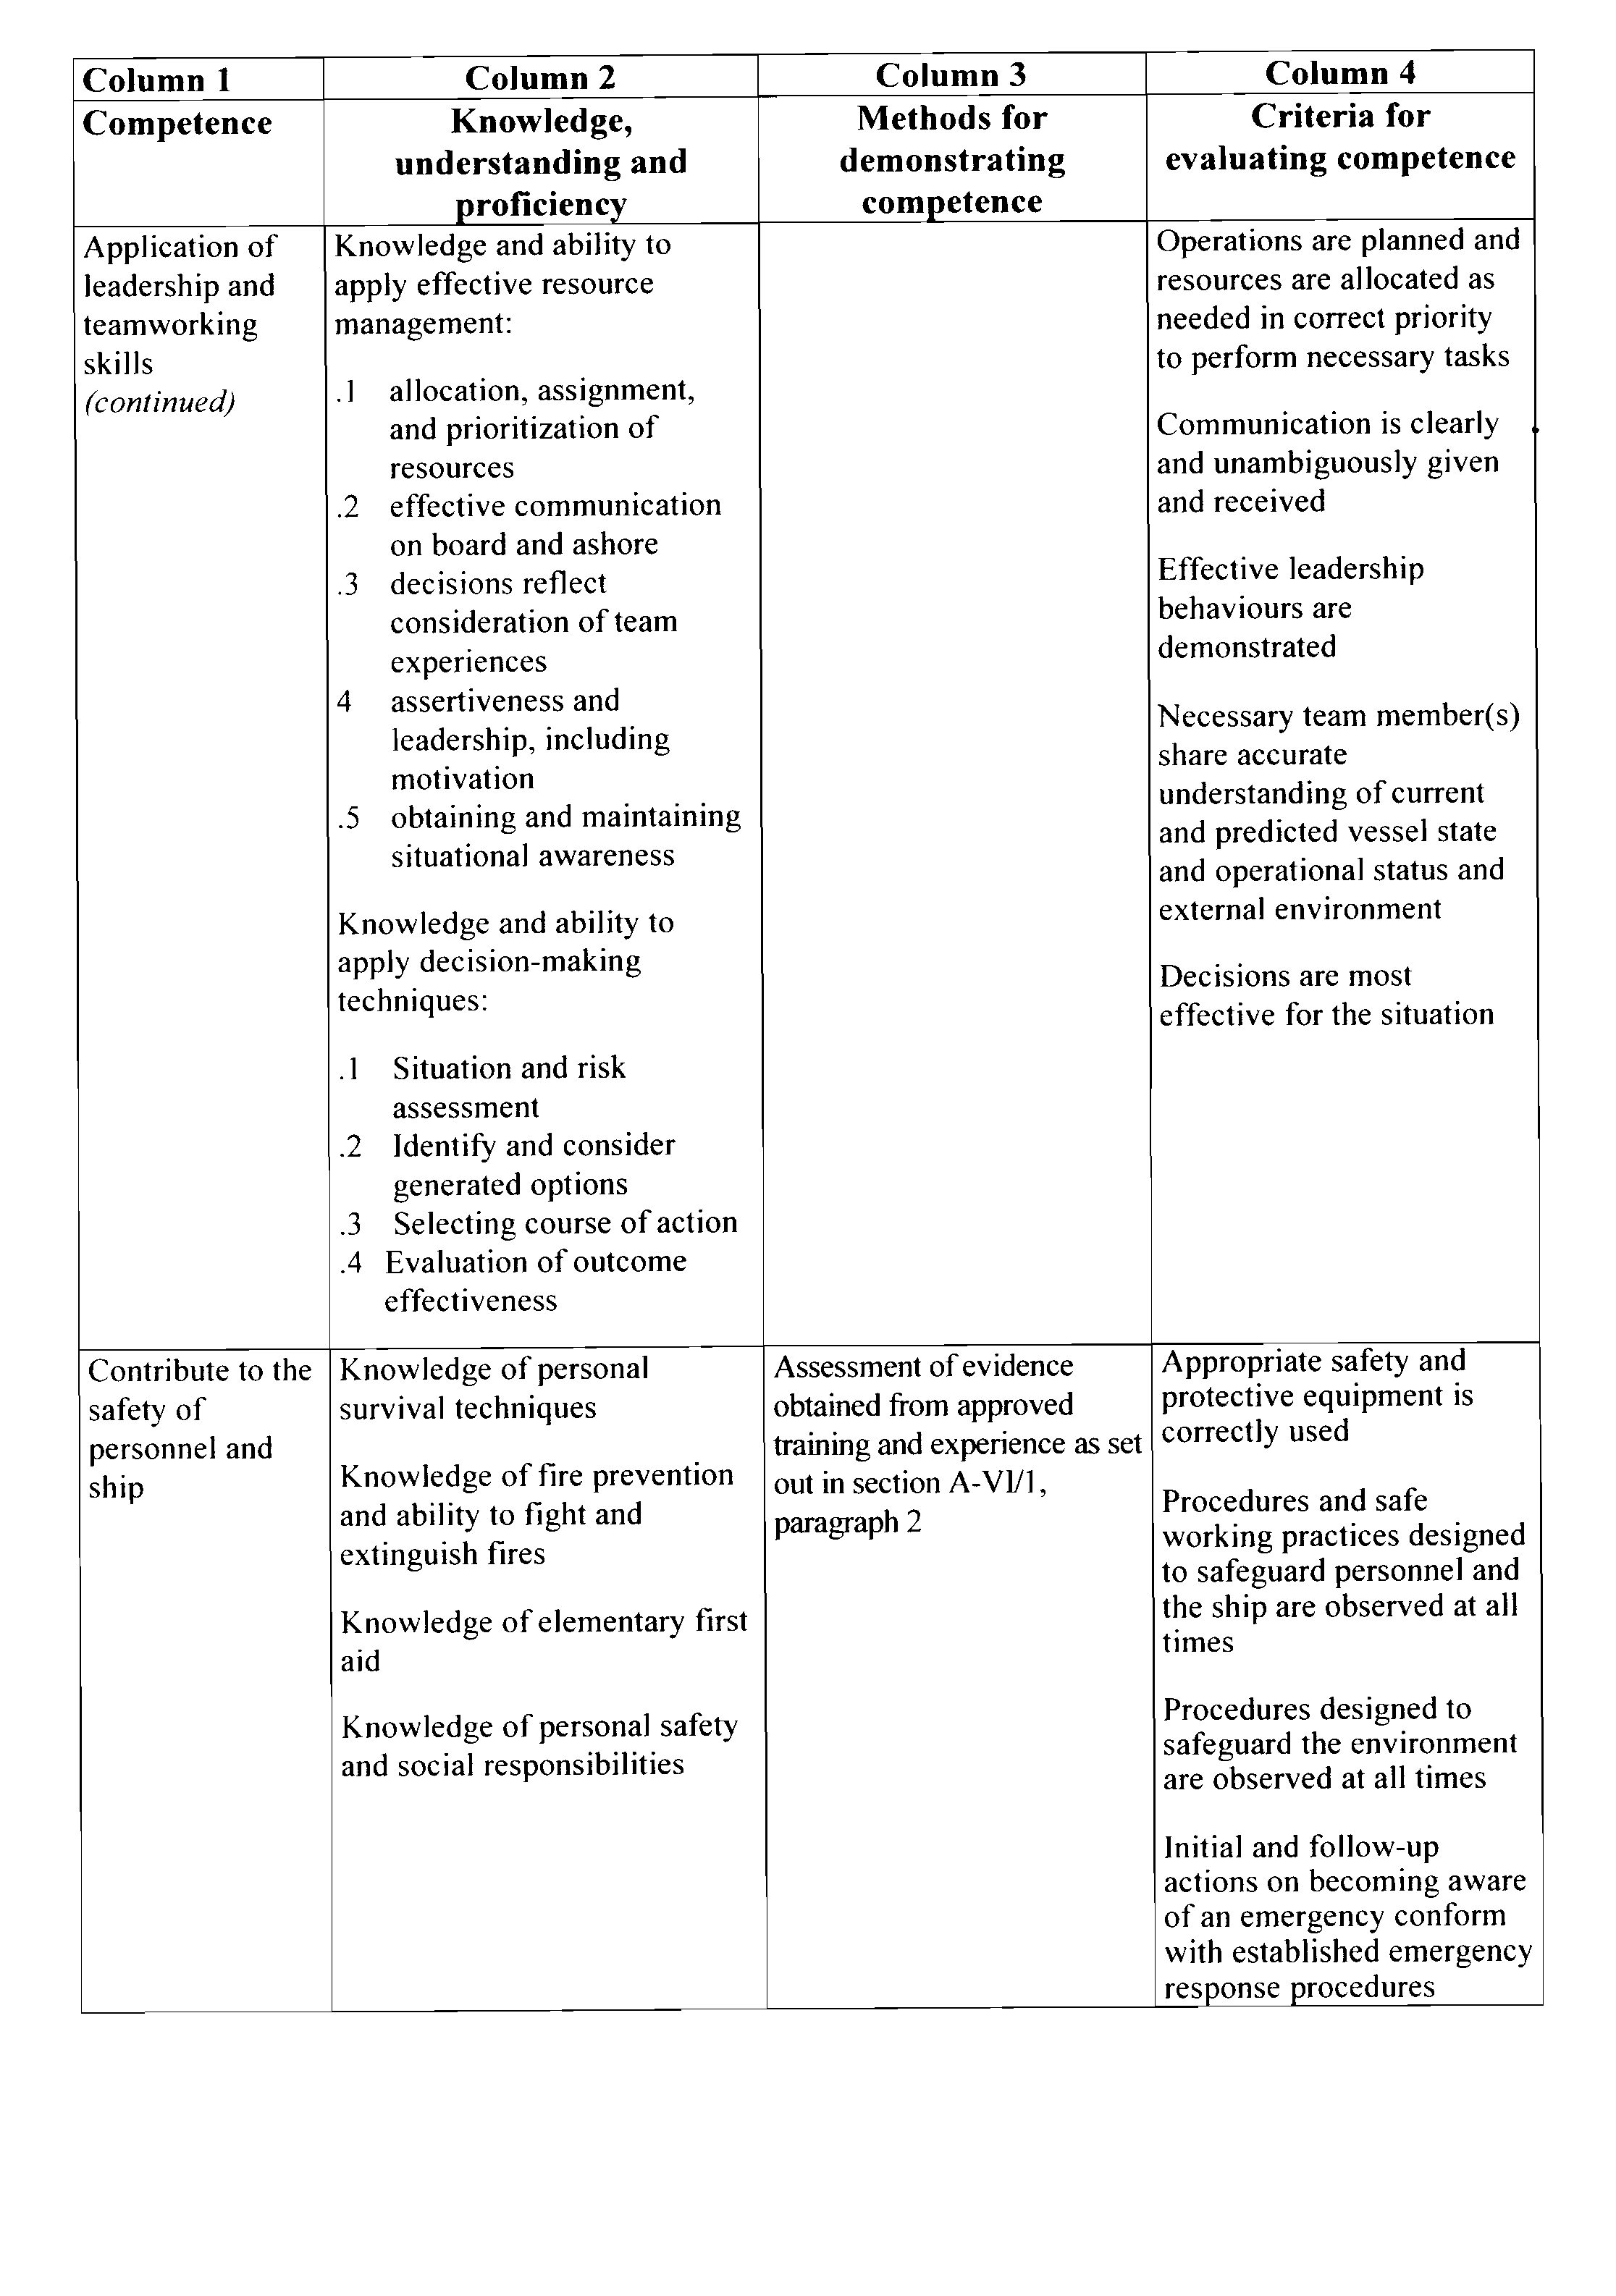 Column 1
Column 2
Column 3
Column 4
Competence
Knowledge,
understanding and
proficiency
Methods for
demonstrating
competence
Criteria for
evaluating competence
Application of
leadership and
teamworking
skills
(continued)
Knowledge and ability to
apply effective resource
management:
.1 allocation, assignment,
and prioritization of
resources
.2 effective communication
on board and ashore
.3 decisions reflect
consideration of team
experiences
4 assertiveness and
leadership, including
motivation
.5 obtaining and maintaining
situational awareness
Knowledge and ability to
apply decision-making
techniques:
.1 Situation and risk
assessment
.2 Identify and consider
generated options
.3 Selecting course of action
.4 Evaluation of outcome
effectiveness
Operations are planned and
resources are allocated as
needed in correct priority
to perform necessary tasks
Communication is clearly
and unambiguously given
and received
Effective leadership
behaviours are
demonstrated
Necessary team member(s)
share accurate
understanding of current
and predicted vessel state
and operational status and
external environment
Decisions are most
effective for the situation
Contribute to the
safety of
personnel and
ship
Knowledge of personal
survival techniques
Knowledge of fire prevention
and ability to fight and
extinguish fires
Knowledge of elementary first
aid
Knowledge of personal safety
and social responsibilities
Assessment of evidence
obtained from approved
training and experience as set
out in section A-VI/1,
paragraph 2
Appropriate safety and
protective equipment is
correctly used
Procedures and safe
working practices designed
to safeguard personnel and
the ship are observed at all
times
Procedures designed to
safeguard the environment
are observed at all times
Initial and follow-up
actions on becoming aware
of an emergency conform
with established emergency
response procedures